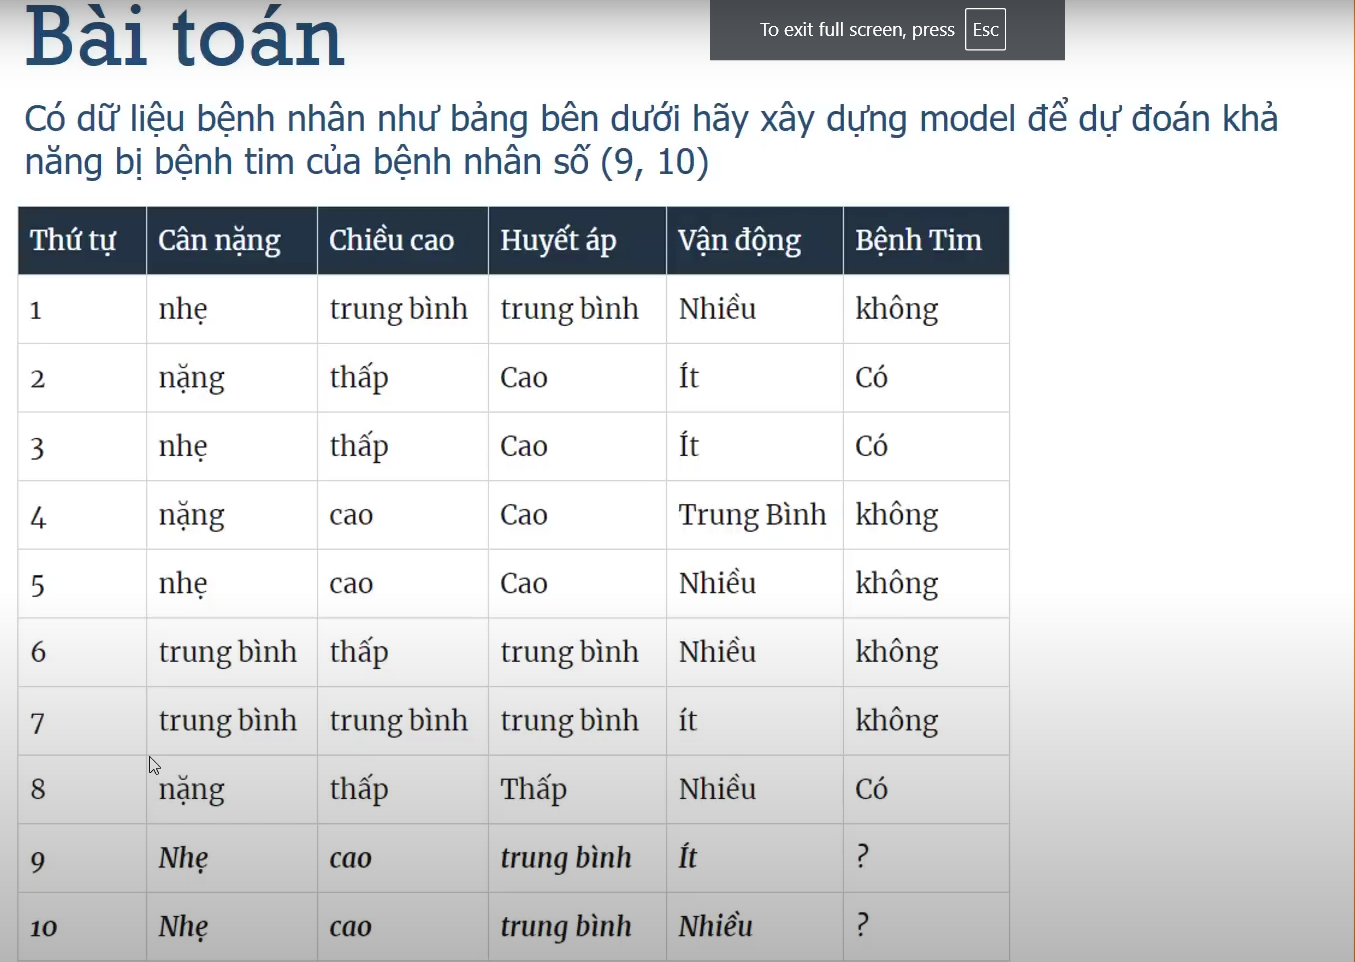 Bài toán
To exit full screen, press Esc
Có dữ liệu bệnh nhân như bảng bên dưới hãy xây dựng model để dự đoán khả
năng bị bệnh tim của bệnh nhân số (9, 10)
Thứ tự Cân nặng Chiều cao Huyết áp Vận động Bệnh Tim
1 nhẹ trung bình trung bình Nhiều không
2 nặng thấp Cao Ít Có
3 nhẹ thấp Cao Ít Có
4 nặng cao Cao Trung Bình không
5 nhẹ cao Cao Nhiều không
6 trung bình thấp trung bình Nhiều không
7 trung bình trung bình trung bình ít không
8 nặng thấp Thấp Nhiều Có
9 Nhẹ cao trung bình Ít ?
10 Nhẹ cao trung bình Nhiều ?